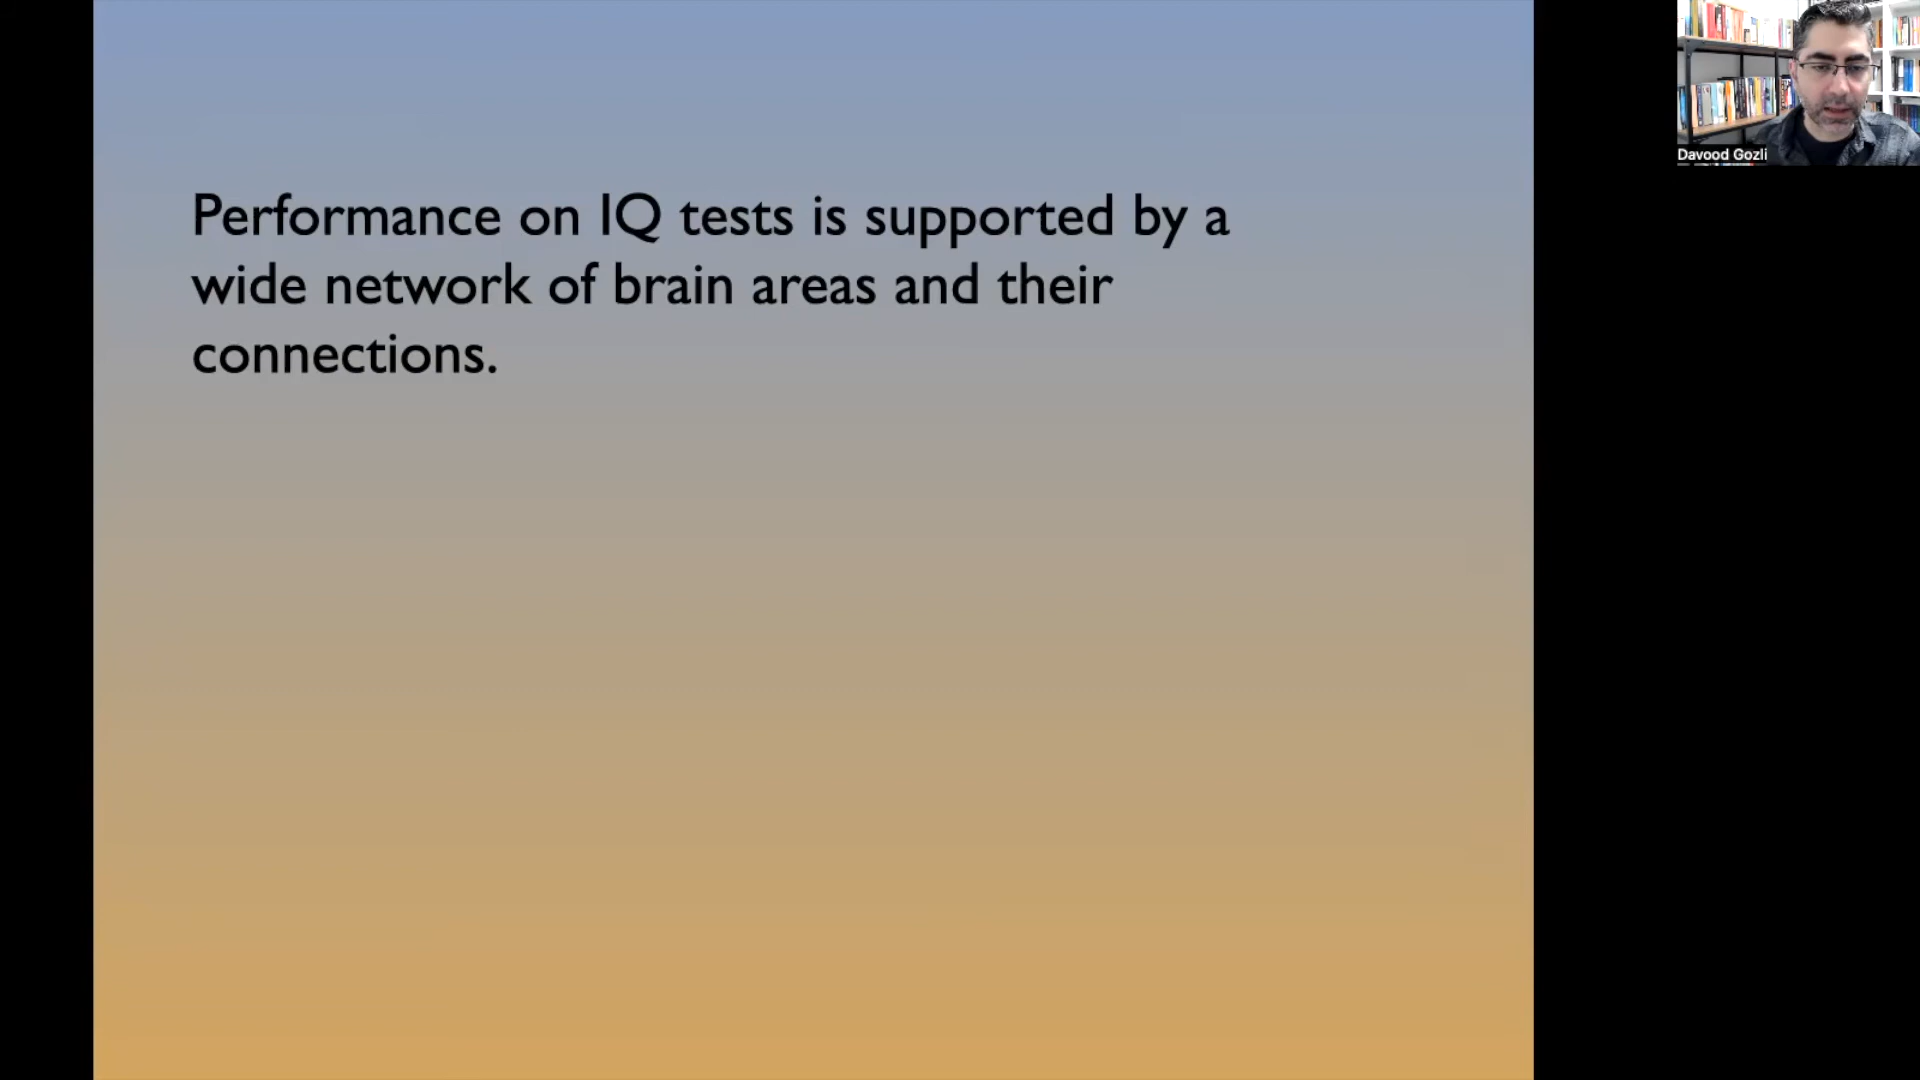 Performance on IQ tests is supported by a
wide network of brain areas and their
connections.
Davood Gozli